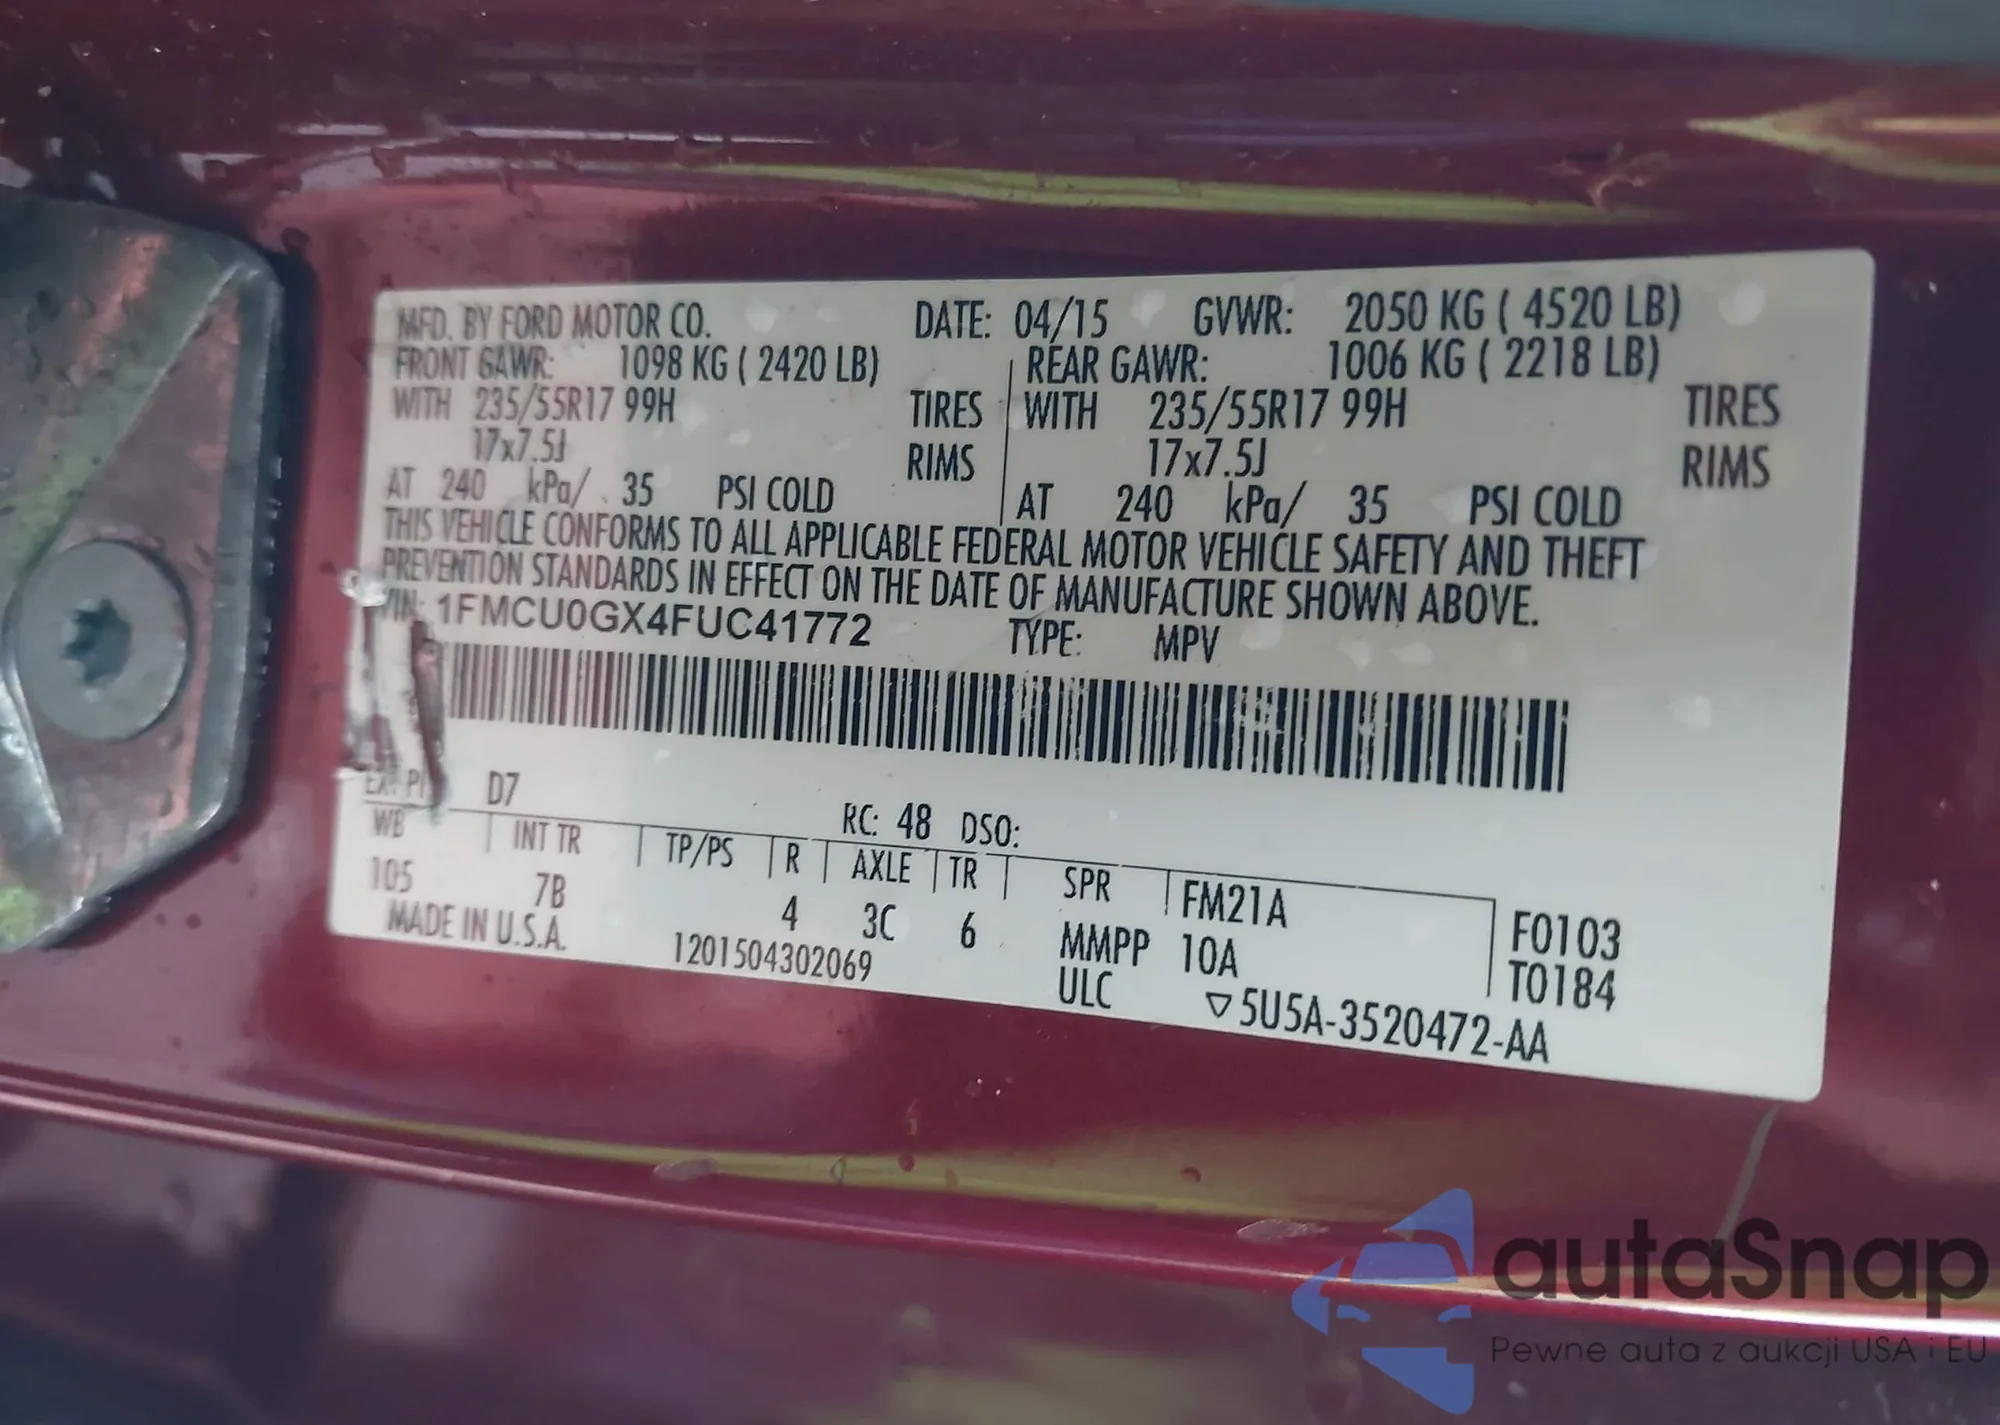 MFD. BY FORD MOTOR CO. DATE: 04/15 GVWR: 2050 KG ( 4520 LB)
FRONT GAWR: 1098 KG ( 2420 LB) REAR GAWR: 1006 KG ( 2218 LB)
WITH 235/55R17 99H TIRES WITH 235/55R17 99H TIRES
17x7.5J RIMS 17x7.5J RIMS
AT 240 kPa/ 35 PSI COLD AT 240 kPa/ 35 PSI COLD
THIS VEHICLE CONFORMS TO ALL APPLICABLE FEDERAL MOTOR VEHICLE SAFETY AND THEFT
PREVENTION STANDARDS IN EFFECT ON THE DATE OF MANUFACTURE SHOWN ABOVE.
VIN: 1FMCU0GX4FUC41772 TYPE: MPV
D7 RC: 48 DSO:
WB INT TR TP/PS R AXLE TR SPR FM21A F0103
105 7B 4 3C 6 MMPP 10A T0184
MADE IN U.S.A. 1201504302069 ULC ▽5U5A-3520472-AA
autaSnap
Pewne auta z aukcji USA i EU